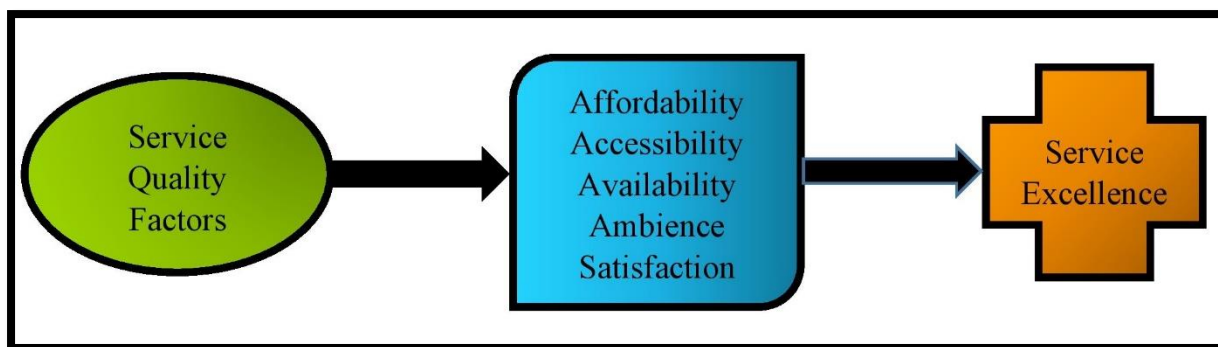 Service
Quality
Factors
Affordability
Accessibility
Availability
Ambience
Satisfaction
Service
Excellence